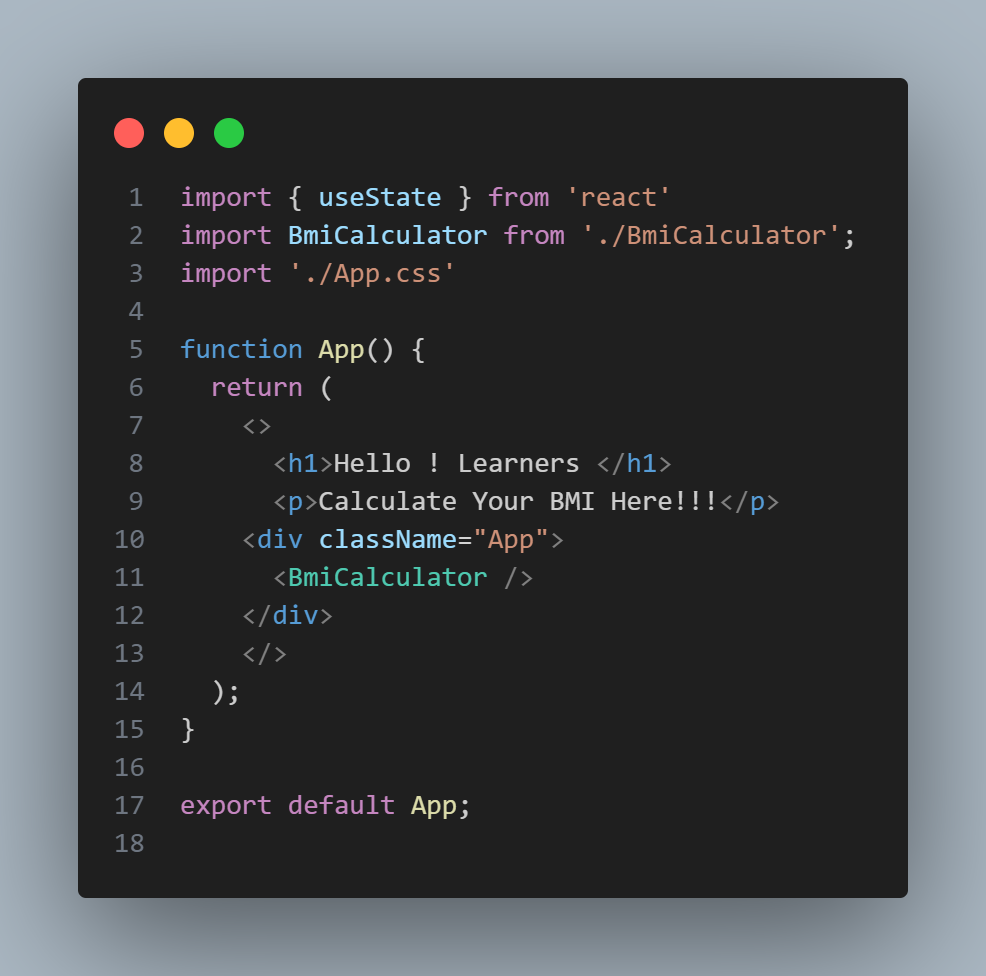 1 import { useState } from 'react'
2 import BmiCalculator from './BmiCalculator';
3 import './App.css'
4
5 function App() {
6   return (
7     <>
8       <h1>Hello ! Learners </h1>
9       <p>Calculate Your BMI Here!!!</p>
10     <div className="App">
11       <BmiCalculator />
12     </div>
13     </>
14   );
15 }
16
17 export default App;
18